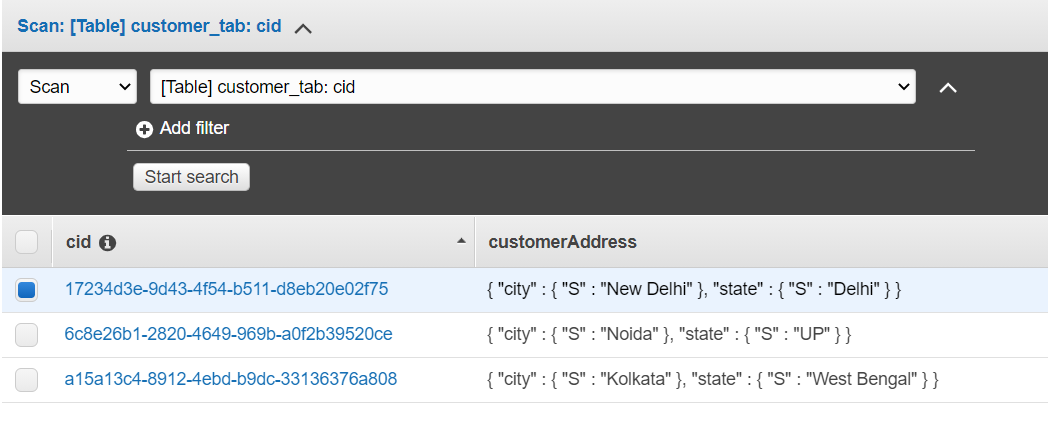 Scan: [Table] customer_tab: cid
Scan [Table] customer_tab: cid
Add filter
Start search
cid customerAddress
17234d3e-9d43-4f54-b511-d8eb20e02f75 { "city" : { "S" : "New Delhi" }, "state" : { "S" : "Delhi" } }
6c8e26b1-2820-4649-969b-a0f2b39520ce { "city" : { "S" : "Noida" }, "state" : { "S" : "UP" } }
a15a13c4-8912-4ebd-b9dc-33136376a808 { "city" : { "S" : "Kolkata" }, "state" : { "S" : "West Bengal" } }